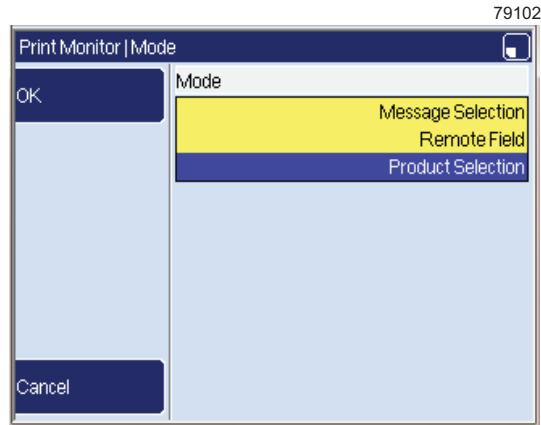 79102
Print Monitor | Mode
OK
Mode
Message Selection
Remote Field
Product Selection
Cancel